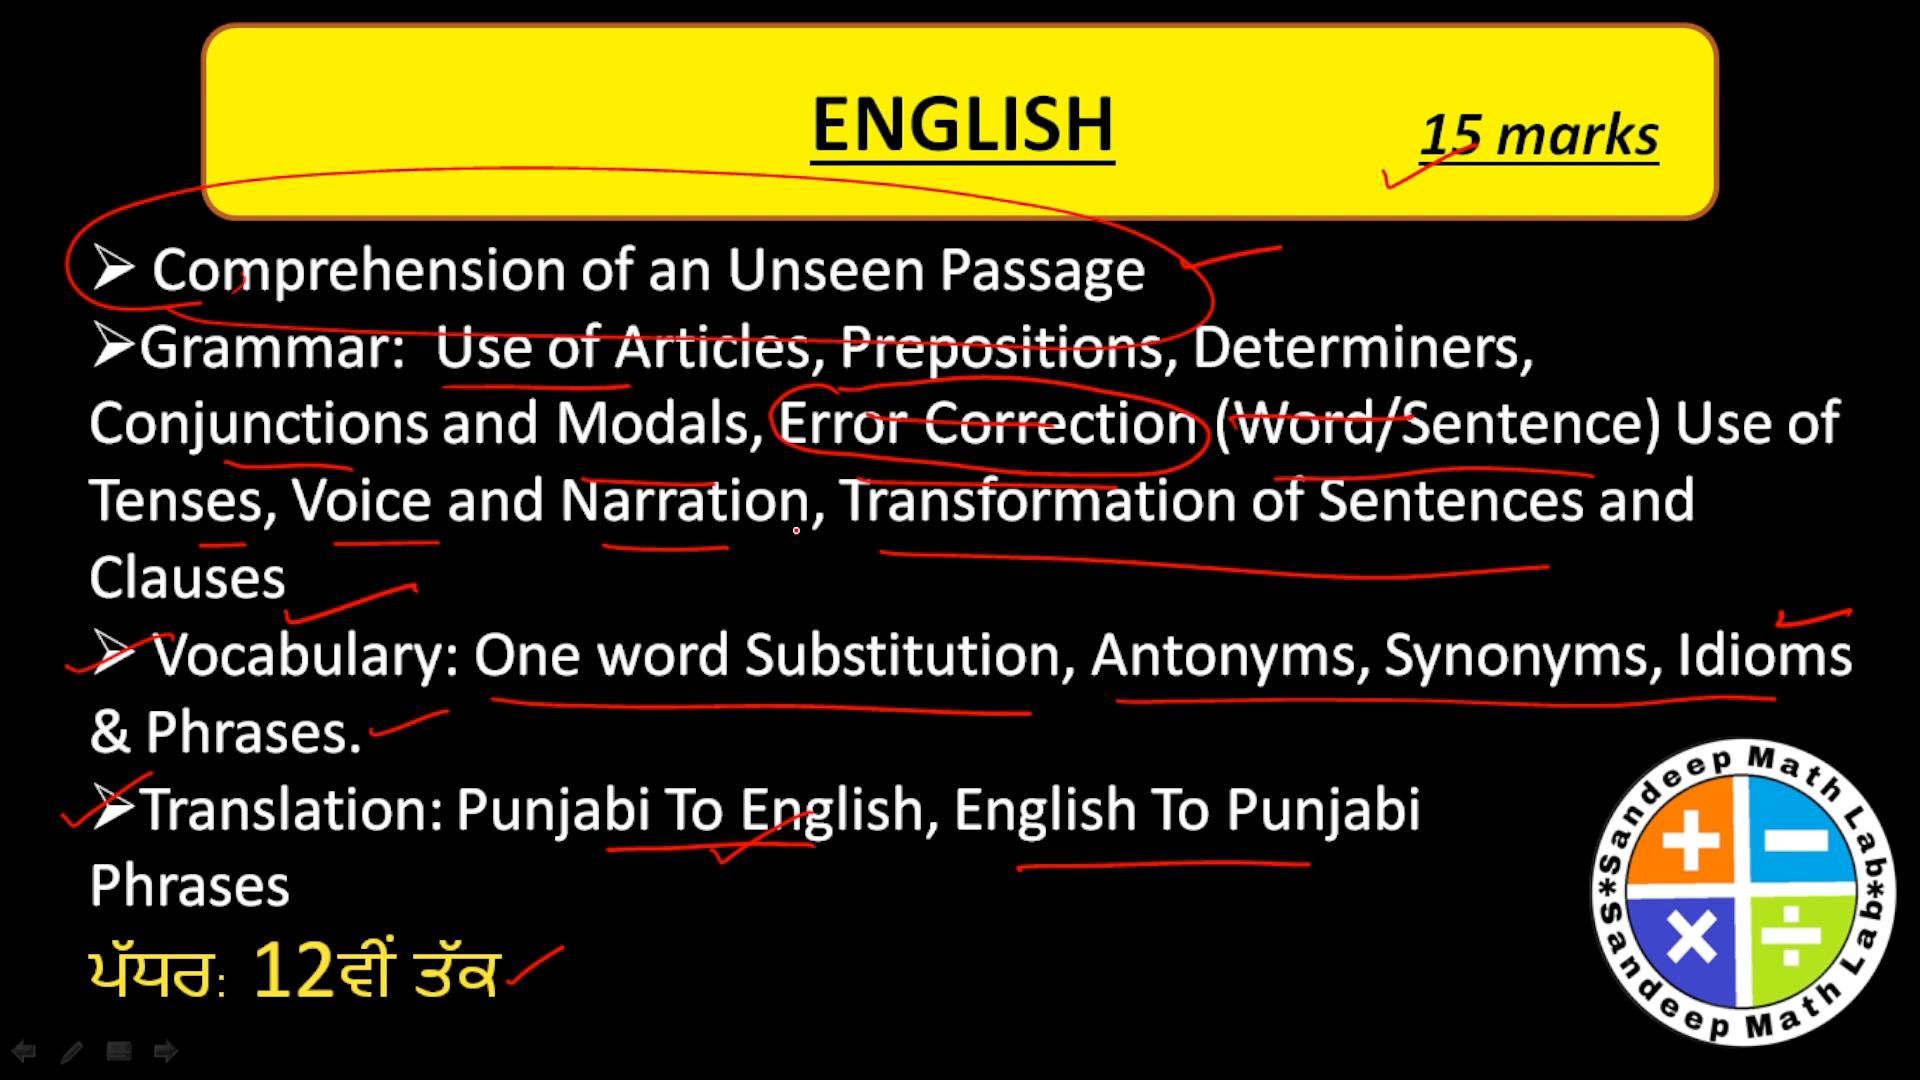 ENGLISH
15 marks
➢ Comprehension of an Unseen Passage
➢Grammar: Use of Articles, Prepositions, Determiners,
Conjunctions and Modals, Error Correction (Word/Sentence) Use of
Tenses, Voice and Narration, Transformation of Sentences and
Clauses
➢ Vocabulary: One word Substitution, Antonyms, Synonyms, Idioms
& Phrases.
➢Translation: Punjabi To English, English To Punjabi
Phrases
ਪੱਧਰ: 12ਵੀਂ ਤੱਕ
Sandeep Math Lab*Sandeep Math Lab*